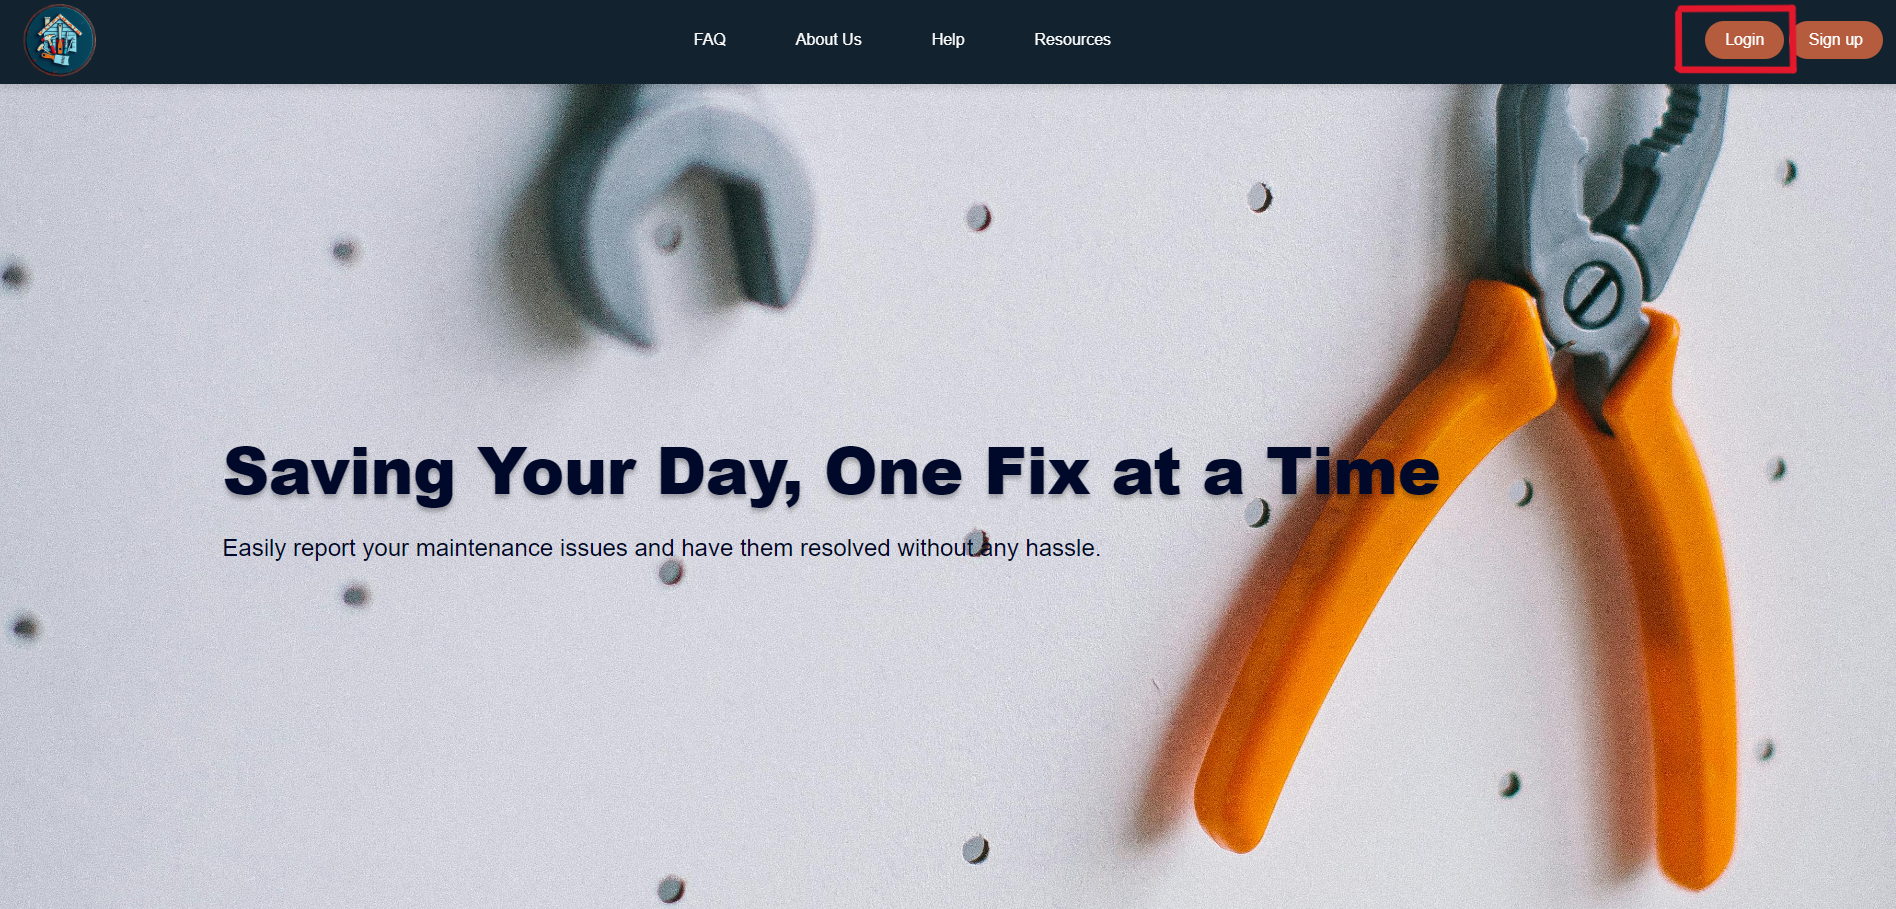 FAQ
About Us
Help
Resources
Login
Sign up
Saving Your Day, One Fix at a Time
Easily report your maintenance issues and have them resolved without any hassle.